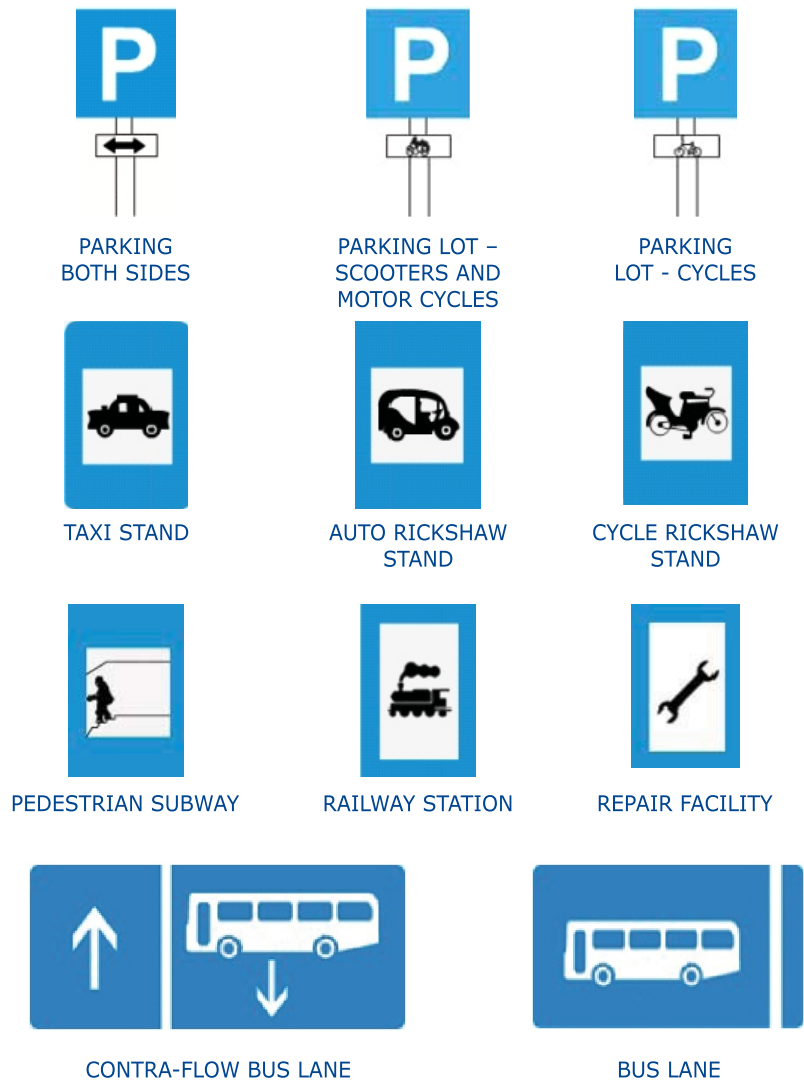 P
P
P
PARKING
BOTH SIDES
PARKING LOT –
SCOOTERS AND
MOTOR CYCLES
PARKING
LOT - CYCLES
TAXI STAND
AUTO RICKSHAW
STAND
CYCLE RICKSHAW
STAND
PEDESTRIAN SUBWAY
RAILWAY STATION
REPAIR FACILITY
CONTRA-FLOW BUS LANE
BUS LANE